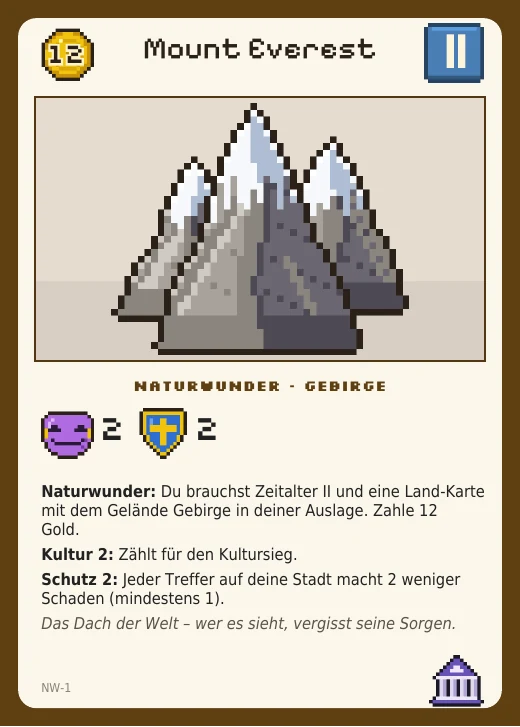 12
Mount Everest
II
NATURWUNDER - GEBIRGE
2
2
Naturwunder: Du brauchst Zeitalter II und eine Land-Karte
mit dem Gelände Gebirge in deiner Auslage. Zahle 12
Gold.
Kultur 2: Zählt für den Kultursieg.
Schutz 2: Jeder Treffer auf deine Stadt macht 2 weniger
Schaden (mindestens 1).
Das Dach der Welt – wer es sieht, vergisst seine Sorgen.
NW-1